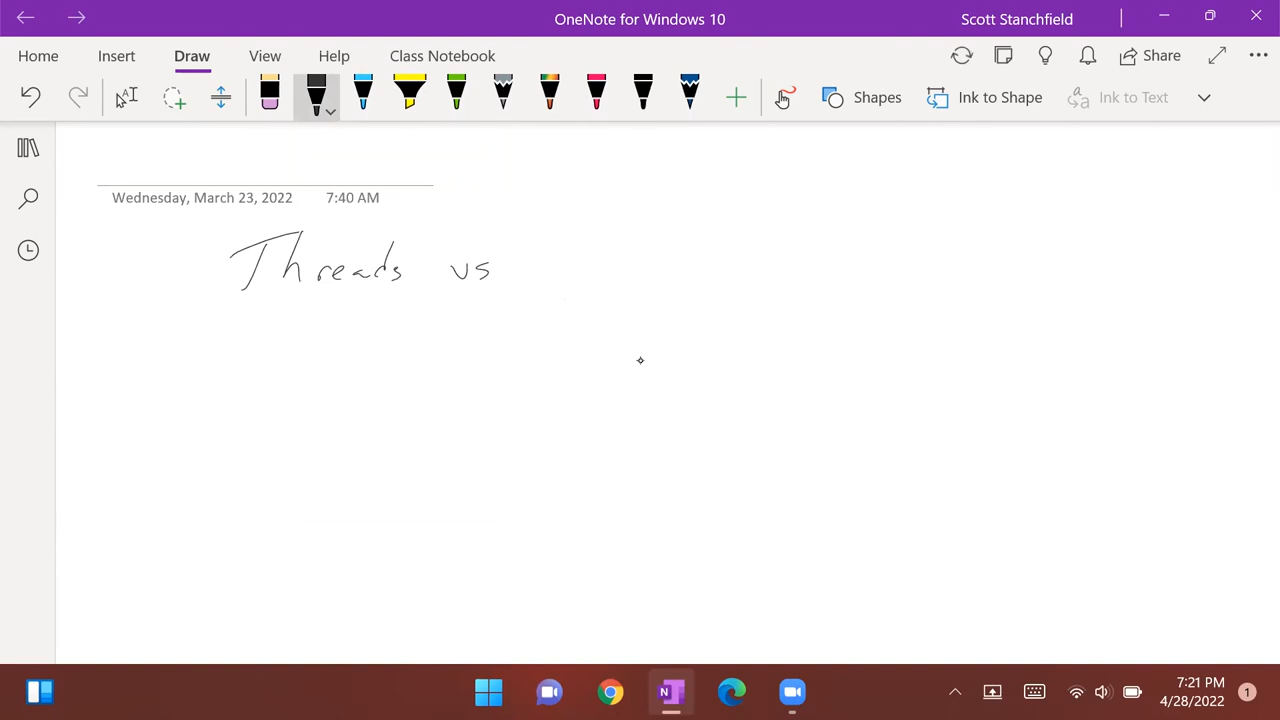 OneNote for Windows 10
Scott Stanchfield
Home
Insert
Draw
View
Help
Class Notebook
Share
Shapes
Ink to Shape
Ink to Text
Wednesday, March 23, 2022
7:40 AM
Threads vs
7:21 PM
4/28/2022
1